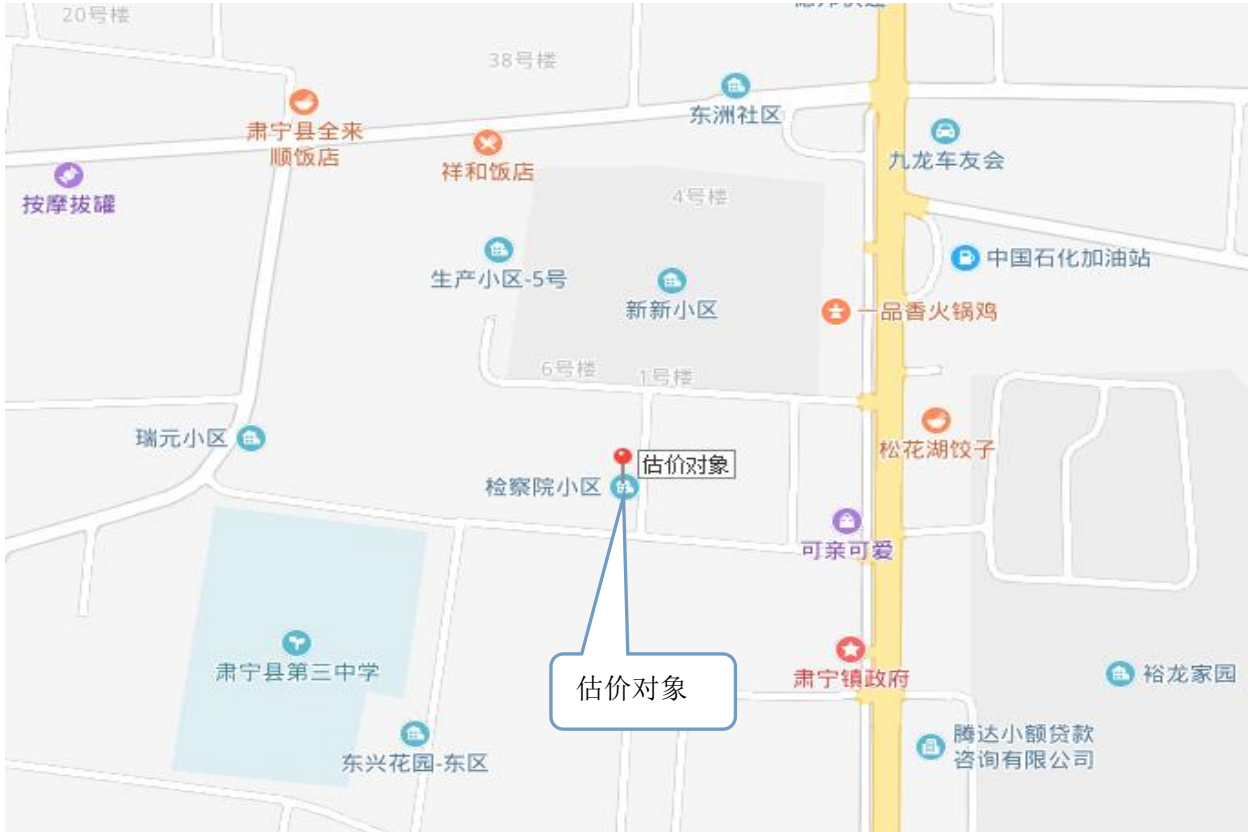 20号楼
38号楼
东洲社区
肃宁县全来
顺饭店
祥和饭店
九龙车友会
按摩拔罐
4号楼
生产小区-5号
中国石化加油站
新新小区
一品香火锅鸡
6号楼
1号楼
瑞元小区
松花湖饺子
估价对象
检察院小区
可亲可爱
肃宁县第三中学
估价对象
肃宁镇政府
裕龙家园
东兴花园-东区
腾达小额贷款
咨询有限公司